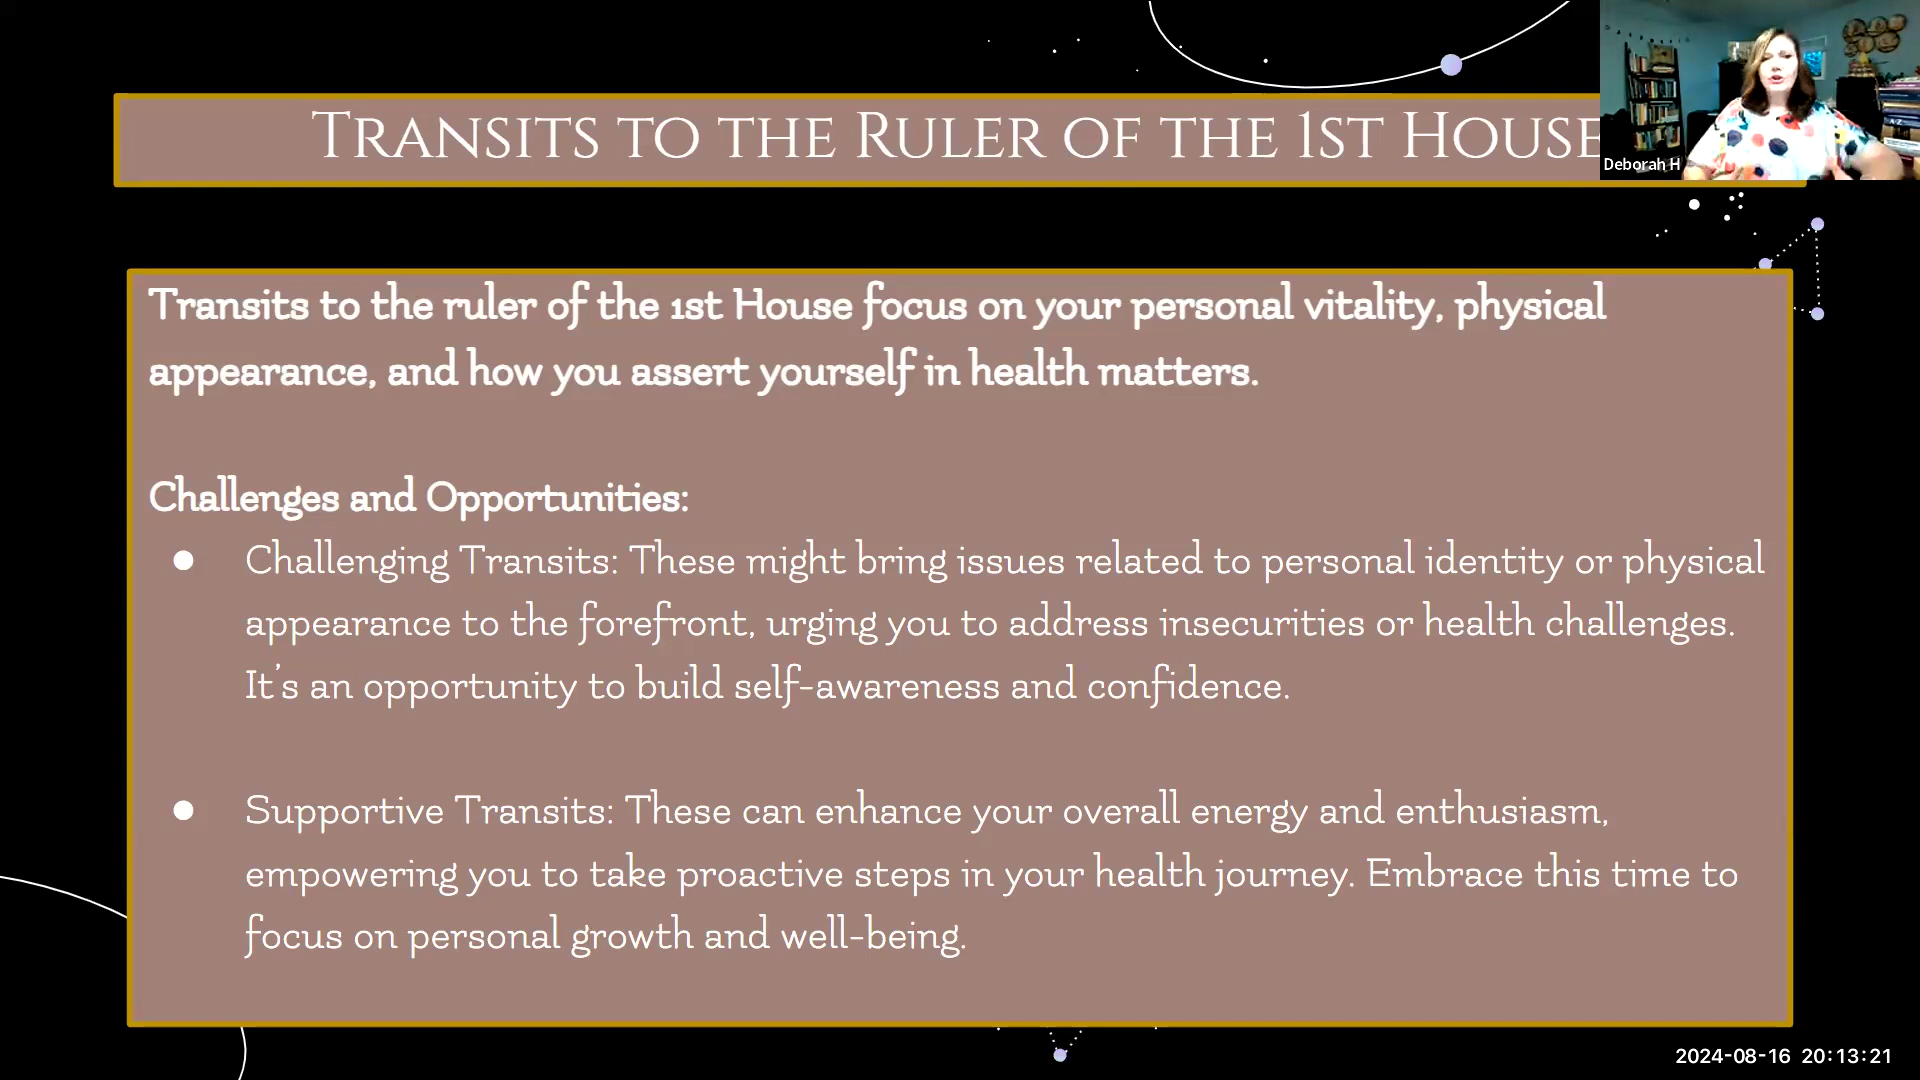 Transits to the Ruler of the 1st House
Deborah H
Transits to the ruler of the 1st House focus on your personal vitality, physical
appearance, and how you assert yourself in health matters.
Challenges and Opportunities:
● Challenging Transits: These might bring issues related to personal identity or physical
appearance to the forefront, urging you to address insecurities or health challenges.
It's an opportunity to build self-awareness and confidence.
● Supportive Transits: These can enhance your overall energy and enthusiasm,
empowering you to take proactive steps in your health journey. Embrace this time to
focus on personal growth and well-being.
2024-08-16 20:13:21